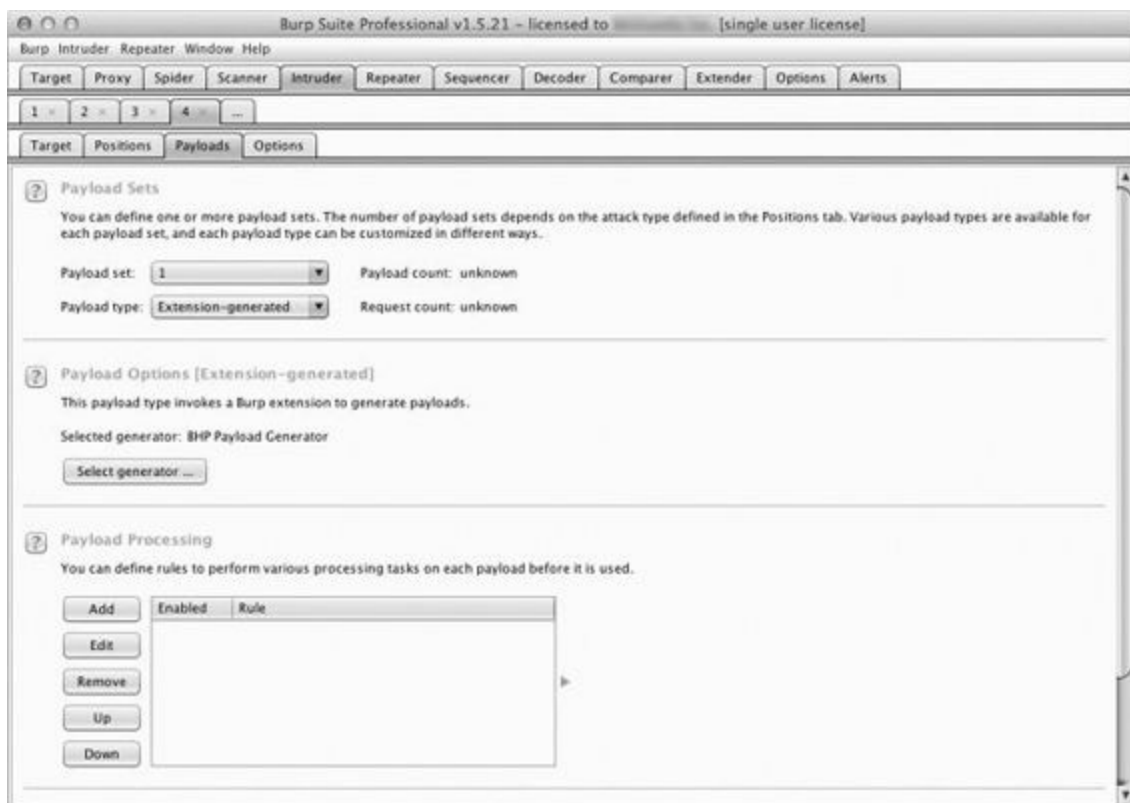 Burp Suite Professional v1.5.21 – licensed to [single user license]
Burp Intruder Repeater Window Help
Target Proxy Spider Scanner Intruder Repeater Sequencer Decoder Comparer Extender Options Alerts
1 × 2 × 3 × 4 × ...
Target Positions Payloads Options
? Payload Sets
You can define one or more payload sets. The number of payload sets depends on the attack type defined in the Positions tab. Various payload types are available for
each payload set, and each payload type can be customized in different ways.
Payload set: 1 Payload count: unknown
Payload type: Extension-generated Request count: unknown
? Payload Options [Extension-generated]
This payload type invokes a Burp extension to generate payloads.
Selected generator: BHP Payload Generator
Select generator ...
? Payload Processing
You can define rules to perform various processing tasks on each payload before it is used.
Add Enabled Rule
Edit
Remove
Up
Down